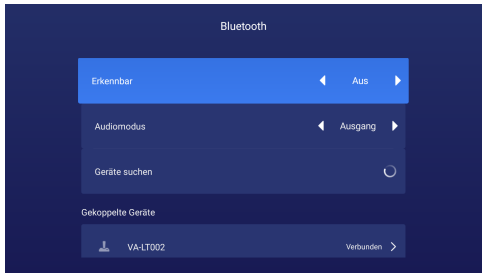 Bluetooth
Erkennbar Aus
Audiomodus Ausgang
Geräte suchen
Gekoppelte Geräte
VA-LT002 Verbunden